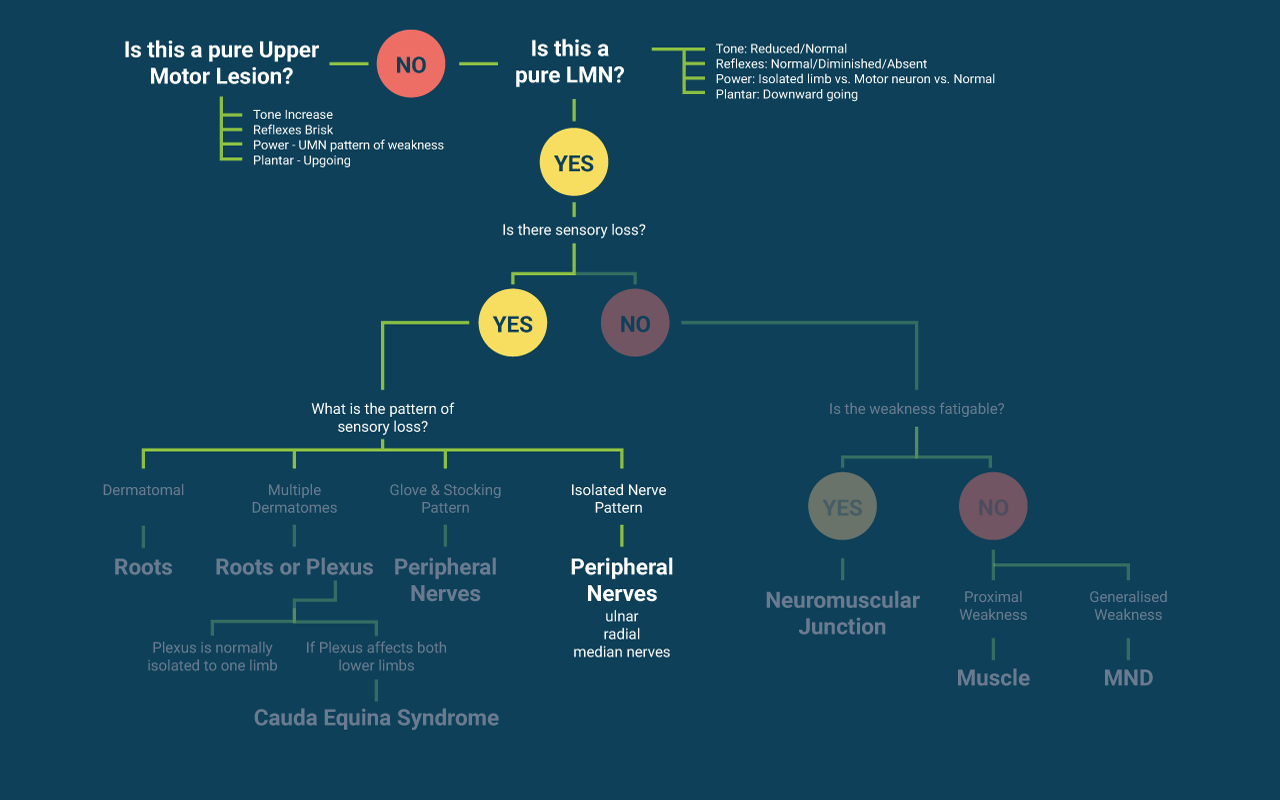 Is this a pure Upper
Motor Lesion?
NO
Is this a
pure LMN?
Tone: Reduced/Normal
Reflexes: Normal/Diminished/Absent
Power: Isolated limb vs. Motor neuron vs. Normal
Plantar: Downward going
Tone Increase
Reflexes Brisk
Power - UMN pattern of weakness
Plantar - Upgoing
YES
Is there sensory loss?
YES
NO
What is the pattern of
sensory loss?
Is the weakness fatigable?
Dermatomal
Multiple
Dermatomes
Glove & Stocking
Pattern
Isolated Nerve
Pattern
YES
NO
Roots
Roots or Plexus
Peripheral
Nerves
Peripheral
Nerves
ulnar
radial
median nerves
Neuromuscular
Junction
Proximal
Weakness
Generalised
Weakness
Plexus is normally
isolated to one limb
If Plexus affects both
lower limbs
Muscle
MND
Cauda Equina Syndrome